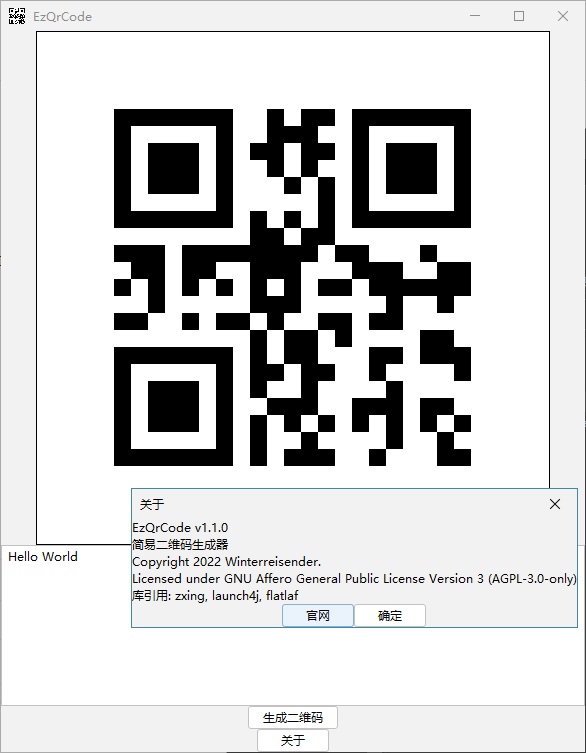 EzQrCode
Hello World
关于
EzQrCode v1.1.0
简易二维码生成器
Copyright 2022 Winterreisender.
Licensed under GNU Affero General Public License Version 3 (AGPL-3.0-only)
库引用: zxing, launch4j, flatlaf
官网 确定
生成二维码
关于